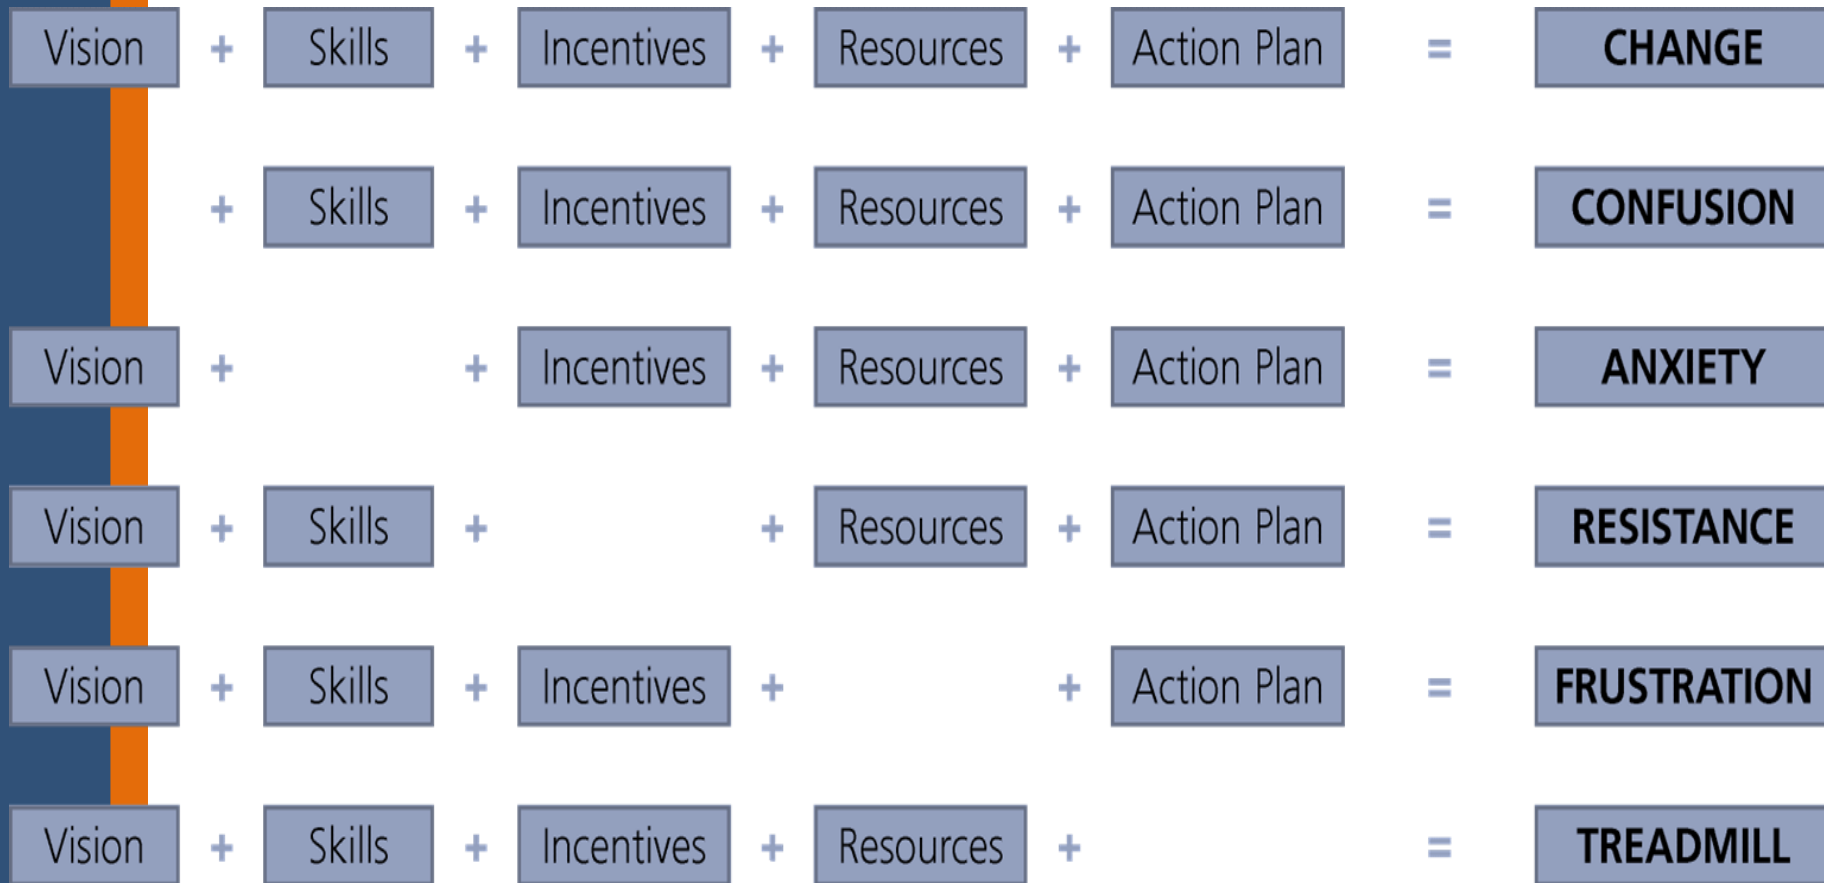 Vision + Skills + Incentives + Resources + Action Plan = CHANGE
+ Skills + Incentives + Resources + Action Plan = CONFUSION
Vision + + Incentives + Resources + Action Plan = ANXIETY
Vision + Skills + + Resources + Action Plan = RESISTANCE
Vision + Skills + Incentives + + Action Plan = FRUSTRATION
Vision + Skills + Incentives + Resources + = TREADMILL